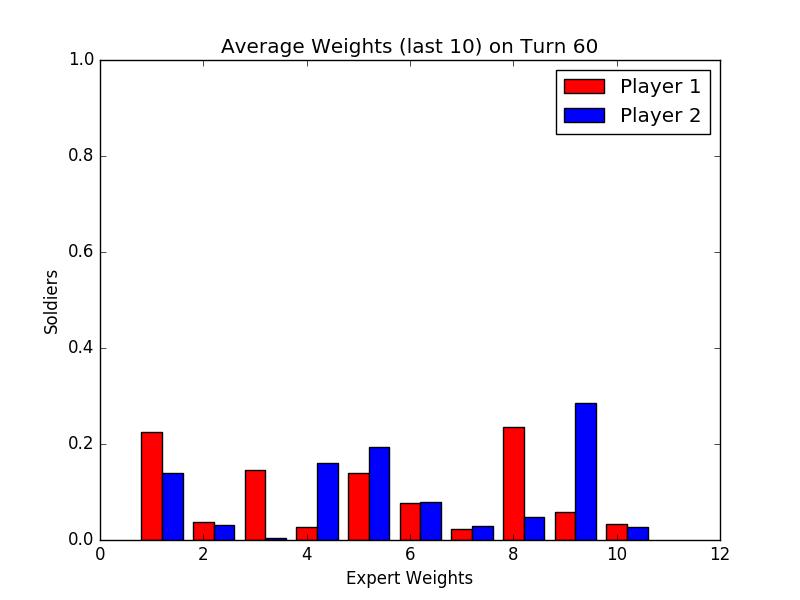 Average Weights (last 10) on Turn 60
1.0
0.8
0.6
0.4
0.2
0.0
Soldiers
Player 1
Player 2
0 2 4 6 8 10 12
Expert Weights